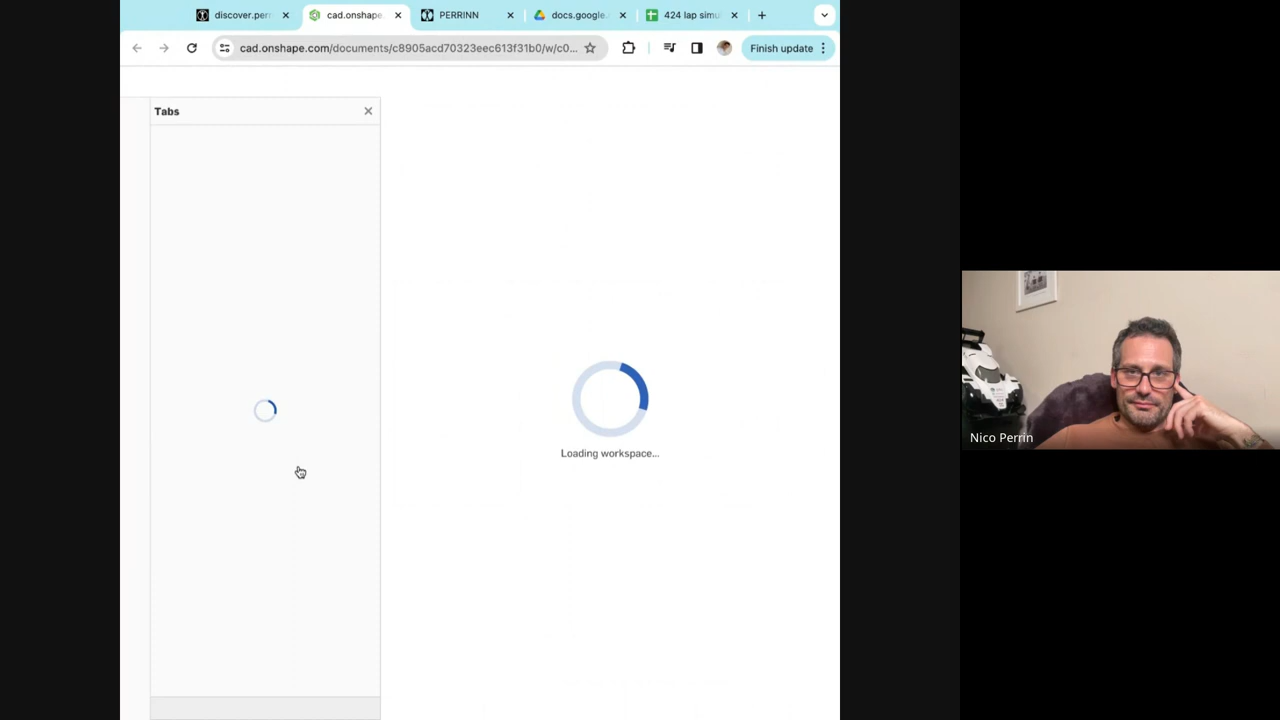 discover.perr
cad.onshape.
PERRINN
docs.google.
424 lap simu
cad.onshape.com/documents/c8905acd70323eec613f31b0/w/c0...
Finish update
Tabs
Loading workspace...
Nico Perrin